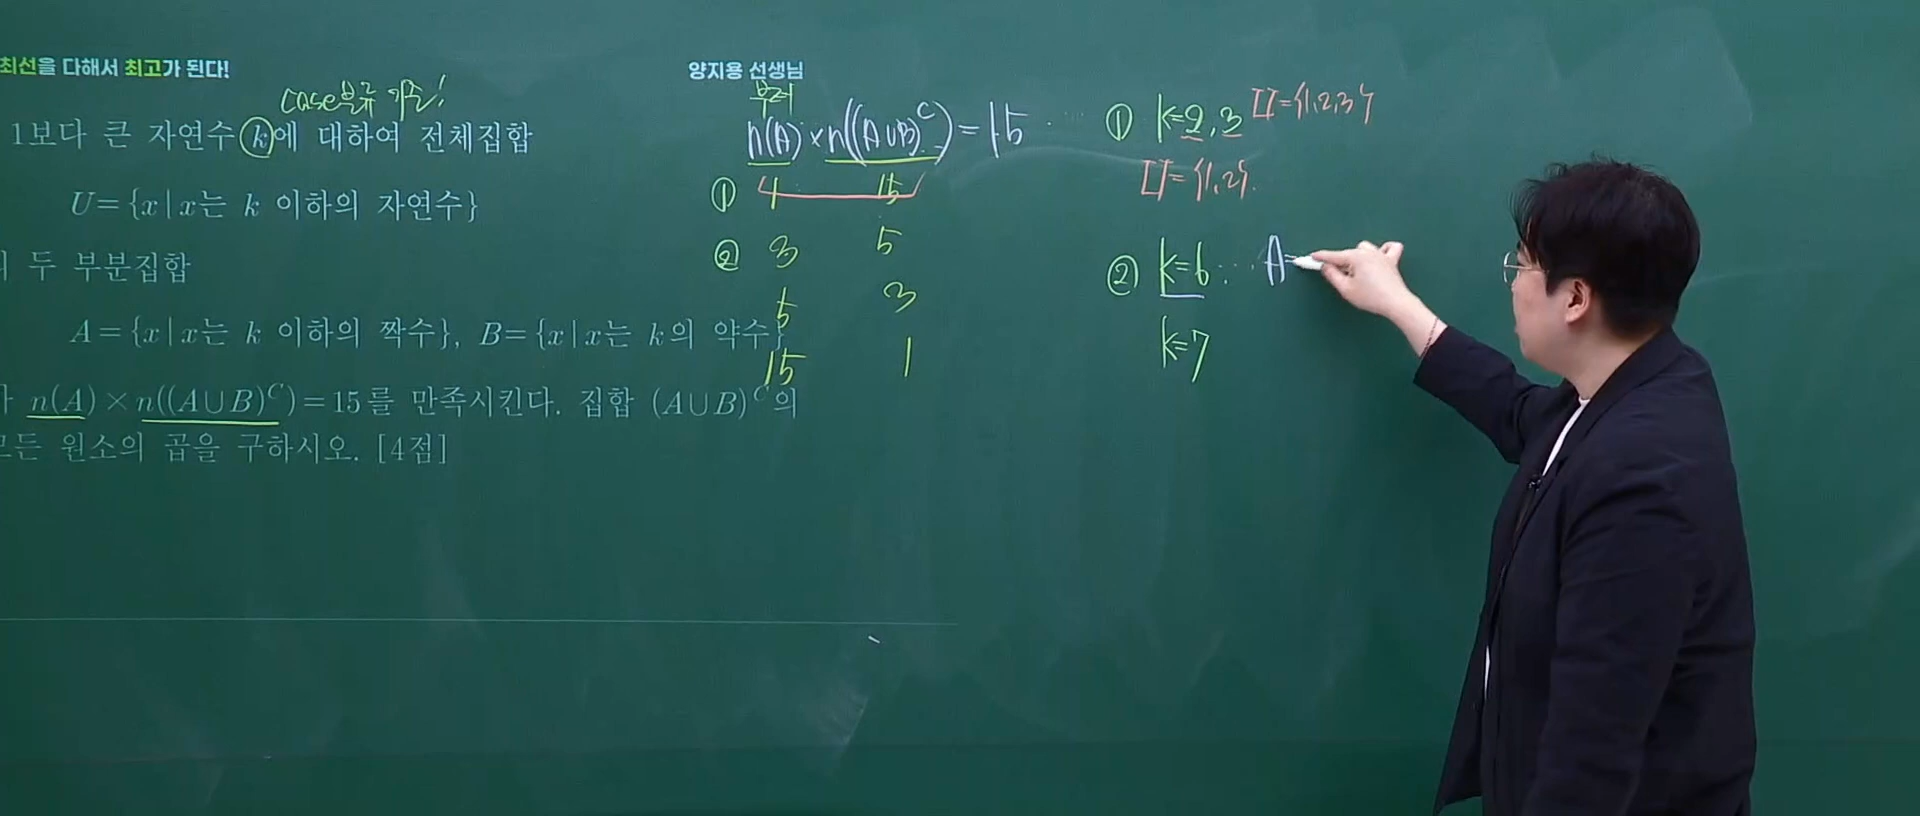 최선을 다해서 최고가 된다!
양지용 선생님
case분류 기준!
1보다 큰 자연수 k에 대하여 전체집합
U={x|x는 k 이하의 자연수}
두 부분집합
A={x|x는 k 이하의 짝수}, B={x|x는 k의 약수}
n(A)×n((A∪B)^C)=15를 만족시킨다. 집합 (A∪B)^C의
모든 원소의 곱을 구하시오. [4점]
n(A)×n((A∪B)^C)=15
① 1 15
② 3 5
5 3
15 1
① k=2,3 U={1,2,3}
U={1,2}.
② k=6: A=
k=7